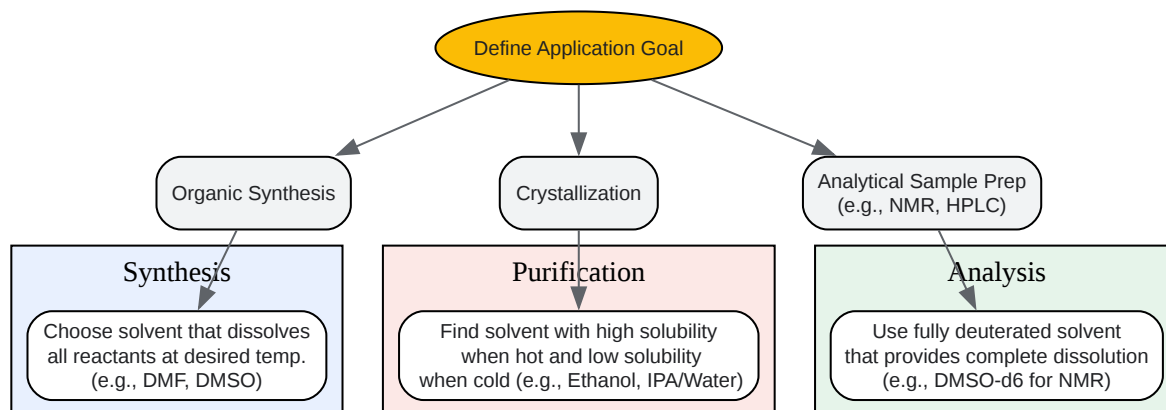 Define Application Goal
Organic Synthesis
Crystallization
Analytical Sample Prep
(e.g., NMR, HPLC)
Synthesis
Choose solvent that dissolves
all reactants at desired temp.
(e.g., DMF, DMSO)
Purification
Find solvent with high solubility
when hot and low solubility
when cold (e.g., Ethanol, IPA/Water)
Analysis
Use fully deuterated solvent
that provides complete dissolution
(e.g., DMSO-d6 for NMR)